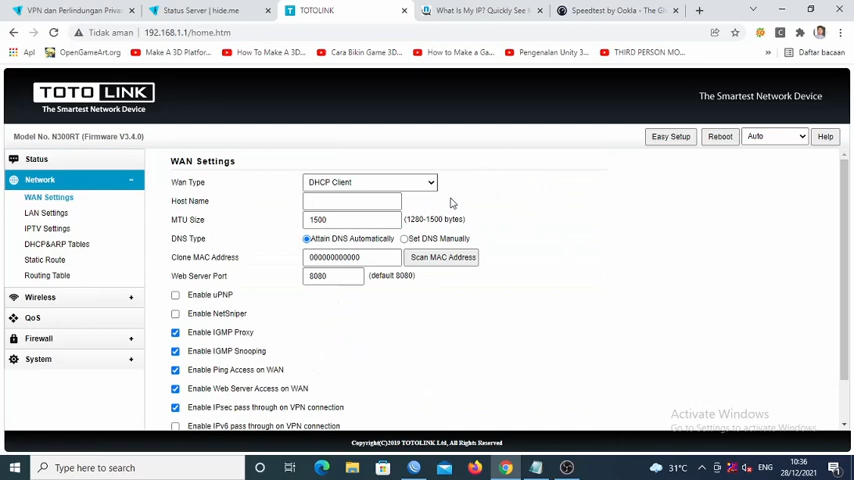 VPN dan Perlindungan Privas
Status Server | hide.me
TOTOLINK
What Is My IP? Quickly See M
Speedtest by Ookla - The Glo
Tidak aman
192.168.1.1/home.htm
Apl
OpenGameArt.org
Make A 3D Platfor...
How To Make A 3D...
Cara Bikin Game 3D...
How to Make a Ga...
Pengenalan Unity 3...
THIRD PERSON MO...
»
Daftar bacaan
TOTO LINK
The Smartest Network Device
The Smartest Network Device
Model No. N300RT (Firmware V3.4.0)
Easy Setup
Reboot
Auto
Help
Status
Network
WAN Settings
LAN Settings
IPTV Settings
DHCP&ARP Tables
Static Route
Routing Table
Wireless
QoS
Firewall
System
WAN Settings
Wan Type
DHCP Client
Host Name
MTU Size
1500
(1280-1500 bytes)
DNS Type
Attain DNS Automatically
Set DNS Manually
Clone MAC Address
000000000000
Scan MAC Address
Web Server Port
8080
(default 8080)
Enable uPNP
Enable NetSniper
Enable IGMP Proxy
Enable IGMP Snooping
Enable Ping Access on WAN
Enable Web Server Access on WAN
Enable IPsec pass through on VPN connection
Enable IPv6 pass through on VPN connection
Activate Windows
Go to Settings to activate Windows.
Copyright(C)2019 TOTOLINK Ltd, All Rights Reserved
Type here to search
31°C
ENG
10:36
28/12/2021